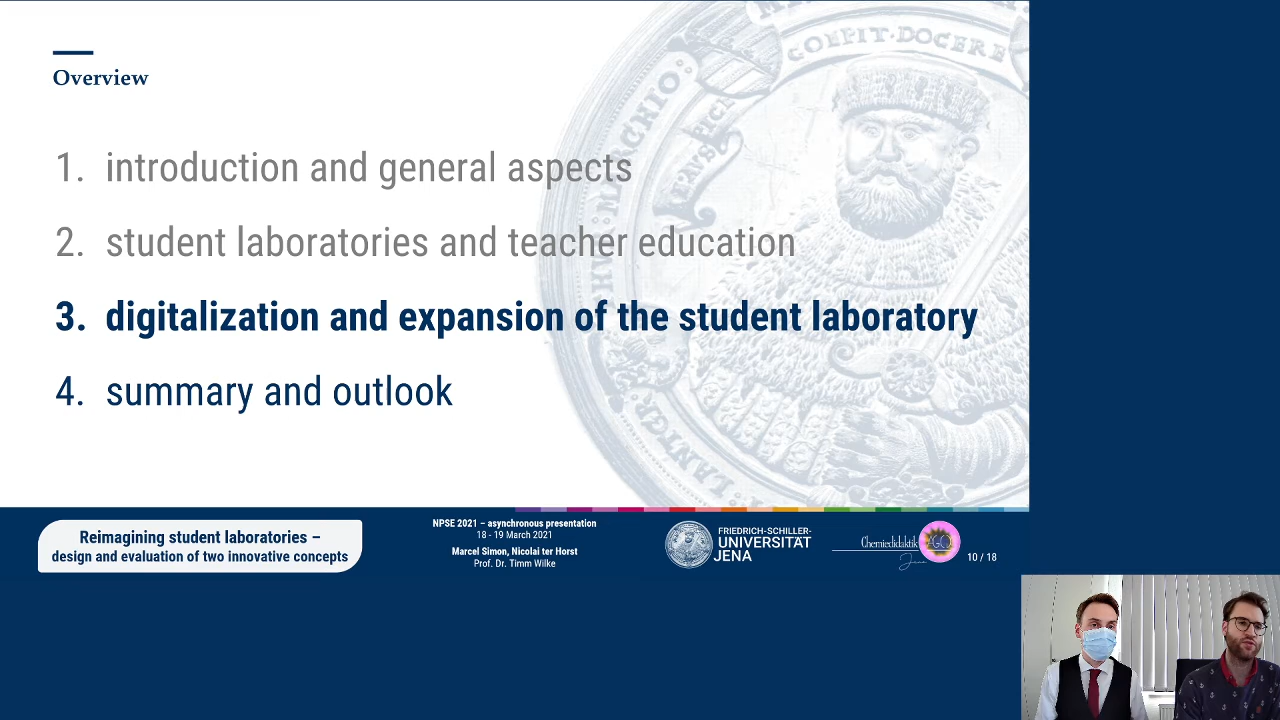 Overview
1. introduction and general aspects
2. student laboratories and teacher education
3. digitalization and expansion of the student laboratory
4. summary and outlook
GOEPIT·DOCERE
Reimagining student laboratories –
design and evaluation of two innovative concepts
NPSE 2021 – asynchronous presentation
18 - 19 March 2021
Marcel Simon, Nicolai ter Horst
Prof. Dr. Timm Wilke
FRIEDRICH-SCHILLER-
UNIVERSITÄT
JENA
Chemiedidaktik
Jena
10 / 18